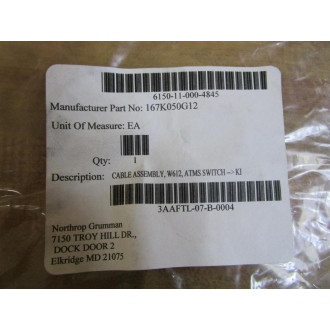 6150-11-000-4845
Manufacturer Part No: 167K050G12
Unit Of Measure: EA
Qty: 1
Description: CABLE ASSEMBLY, W612, ATMS SWITCH --> KI
3AAFTL-07-B-0004
Northrop Grumman
7150 TROY HILL DR.,
DOCK DOOR 2
Elkridge MD 21075